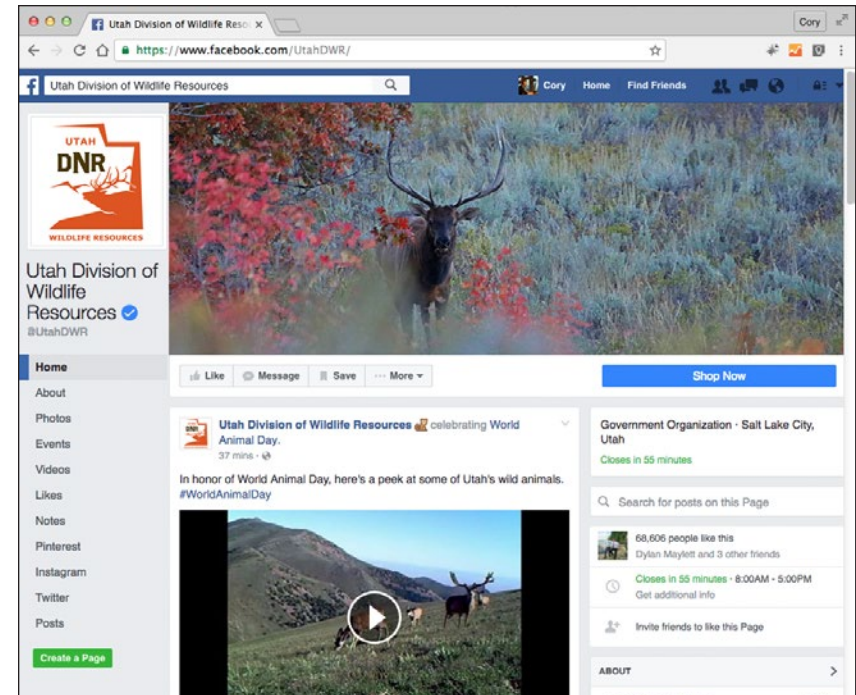 Utah Division of Wildlife Reso
Cory
https://www.facebook.com/UtahDWR/
Utah Division of Wildlife Resources
Cory Home Find Friends
UTAH
DNR
WILDLIFE RESOURCES
Utah Division of
Wildlife
Resources
@UtahDWR
Home
About
Photos
Events
Videos
Likes
Notes
Pinterest
Instagram
Twitter
Posts
Create a Page
Like Message Save ··· More
Shop Now
DNR
Utah Division of Wildlife Resources celebrating World
Animal Day.
37 mins ·
In honor of World Animal Day, here's a peek at some of Utah's wild animals.
#WorldAnimalDay
Government Organization · Salt Lake City,
Utah
Closes in 55 minutes
Search for posts on this Page
68,606 people like this
Dylan Maylett and 3 other friends
Closes in 55 minutes · 8:00AM - 5:00PM
Get additional info
Invite friends to like this Page
ABOUT